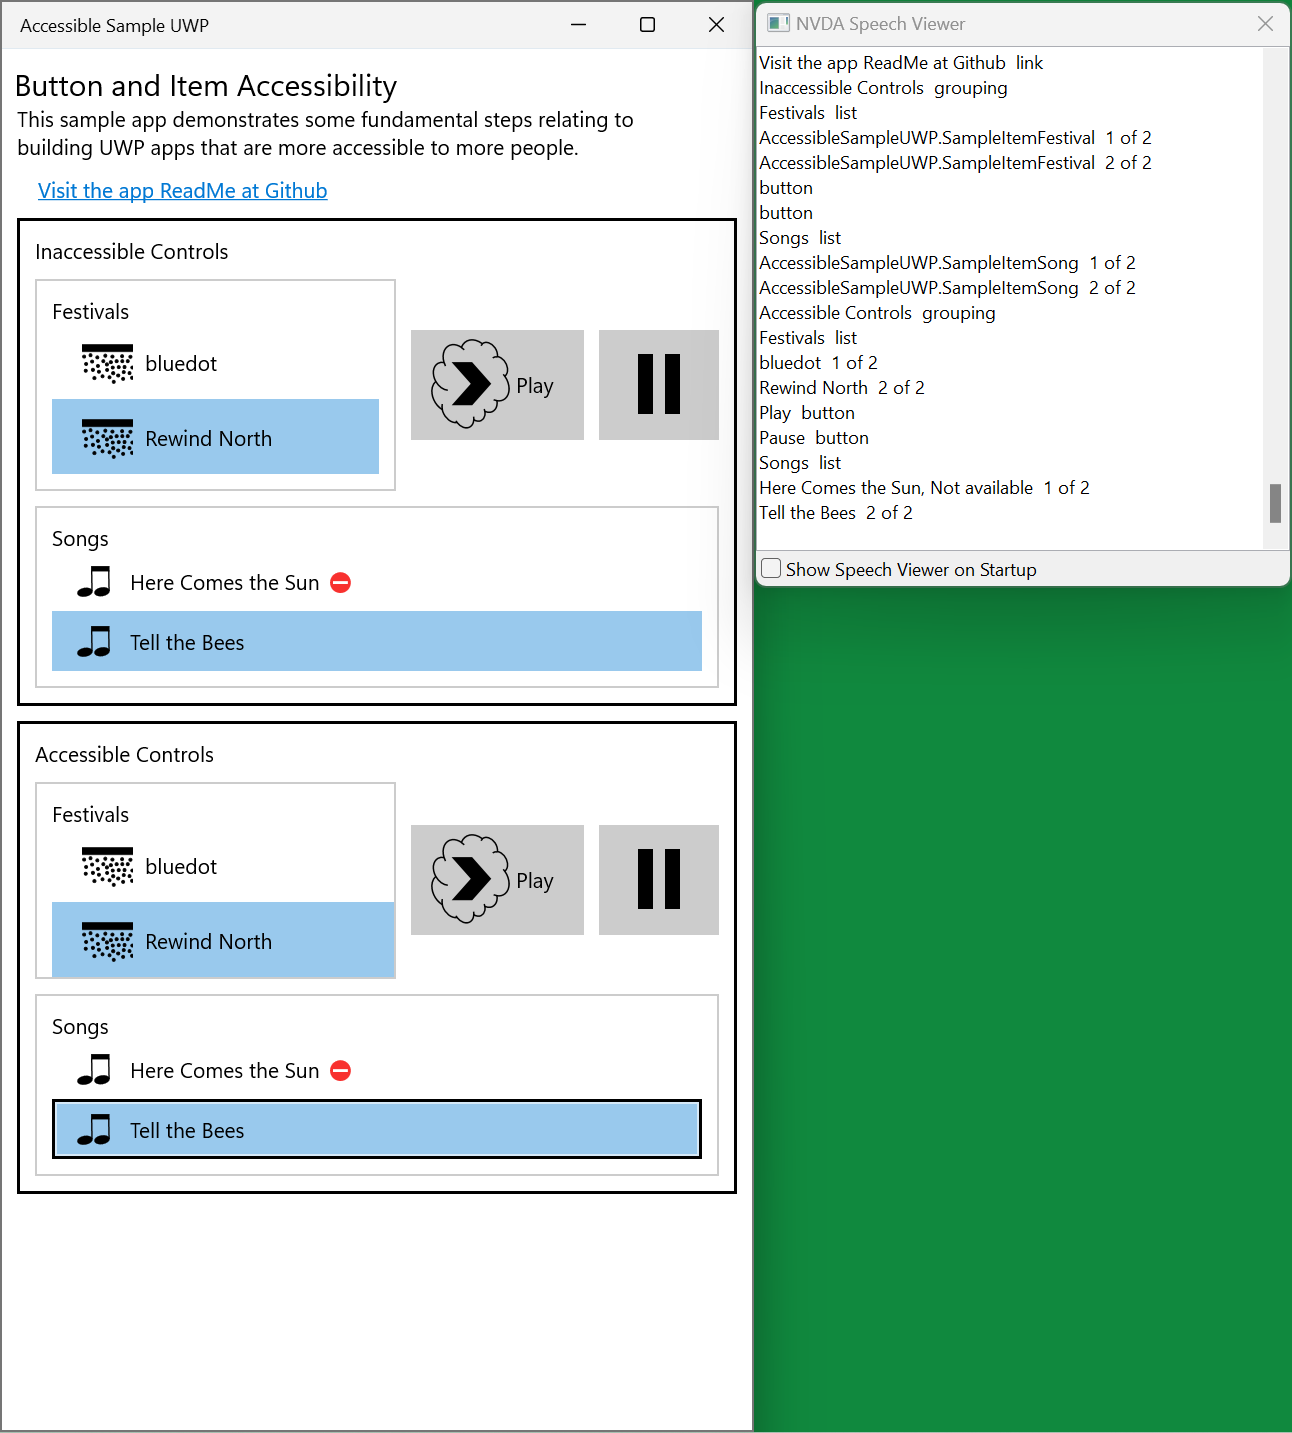 Accessible Sample UWP
Button and Item Accessibility
This sample app demonstrates some fundamental steps relating to
building UWP apps that are more accessible to more people.
Visit the app ReadMe at Github
Inaccessible Controls
Festivals
bluedot
Rewind North
Play
Songs
Here Comes the Sun
Tell the Bees
Accessible Controls
Festivals
bluedot
Rewind North
Play
Songs
Here Comes the Sun
Tell the Bees
NVDA Speech Viewer
Visit the app ReadMe at Github  link
Inaccessible Controls  grouping
Festivals  list
AccessibleSampleUWP.SampleItemFestival  1 of 2
AccessibleSampleUWP.SampleItemFestival  2 of 2
button
button
Songs  list
AccessibleSampleUWP.SampleItemSong  1 of 2
AccessibleSampleUWP.SampleItemSong  2 of 2
Accessible Controls  grouping
Festivals  list
bluedot  1 of 2
Rewind North  2 of 2
Play  button
Pause  button
Songs  list
Here Comes the Sun, Not available  1 of 2
Tell the Bees  2 of 2
Show Speech Viewer on Startup